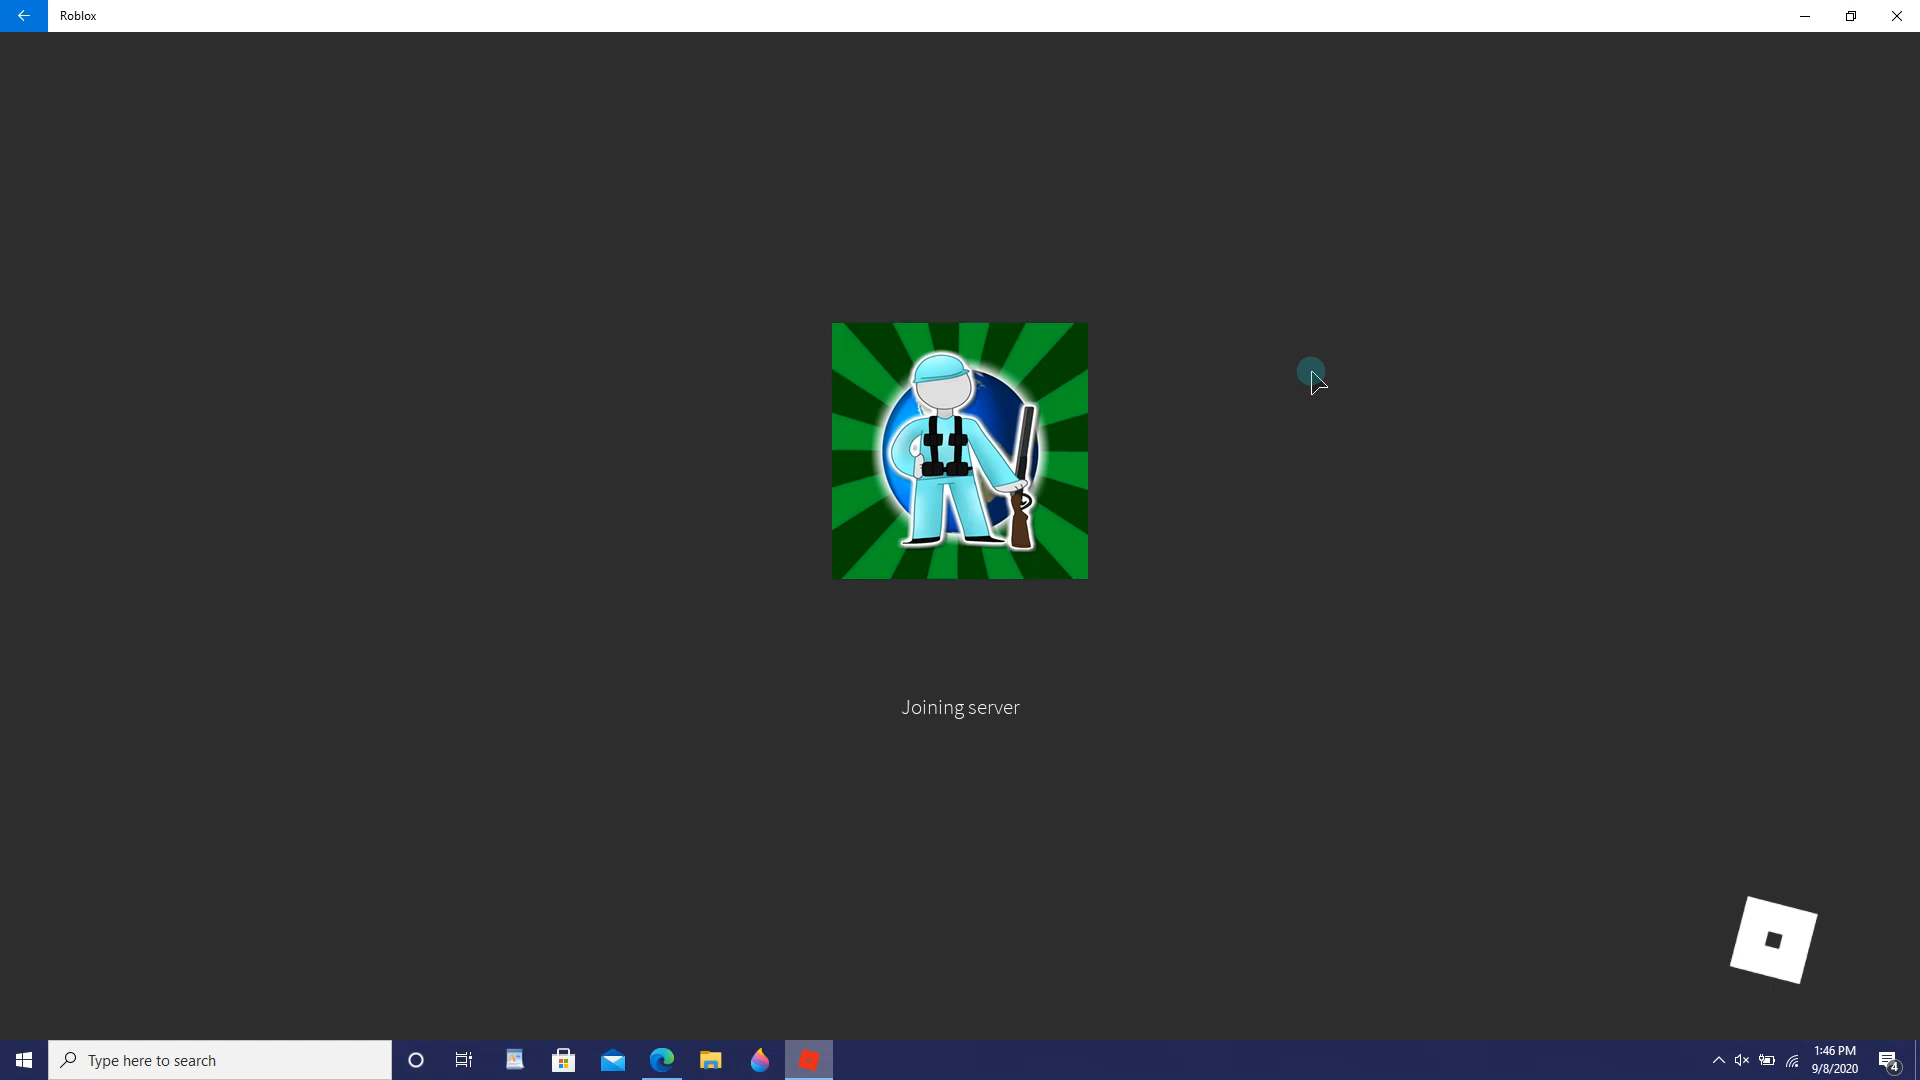 Roblox
Joining server
Type here to search
1:46 PM
9/8/2020
4